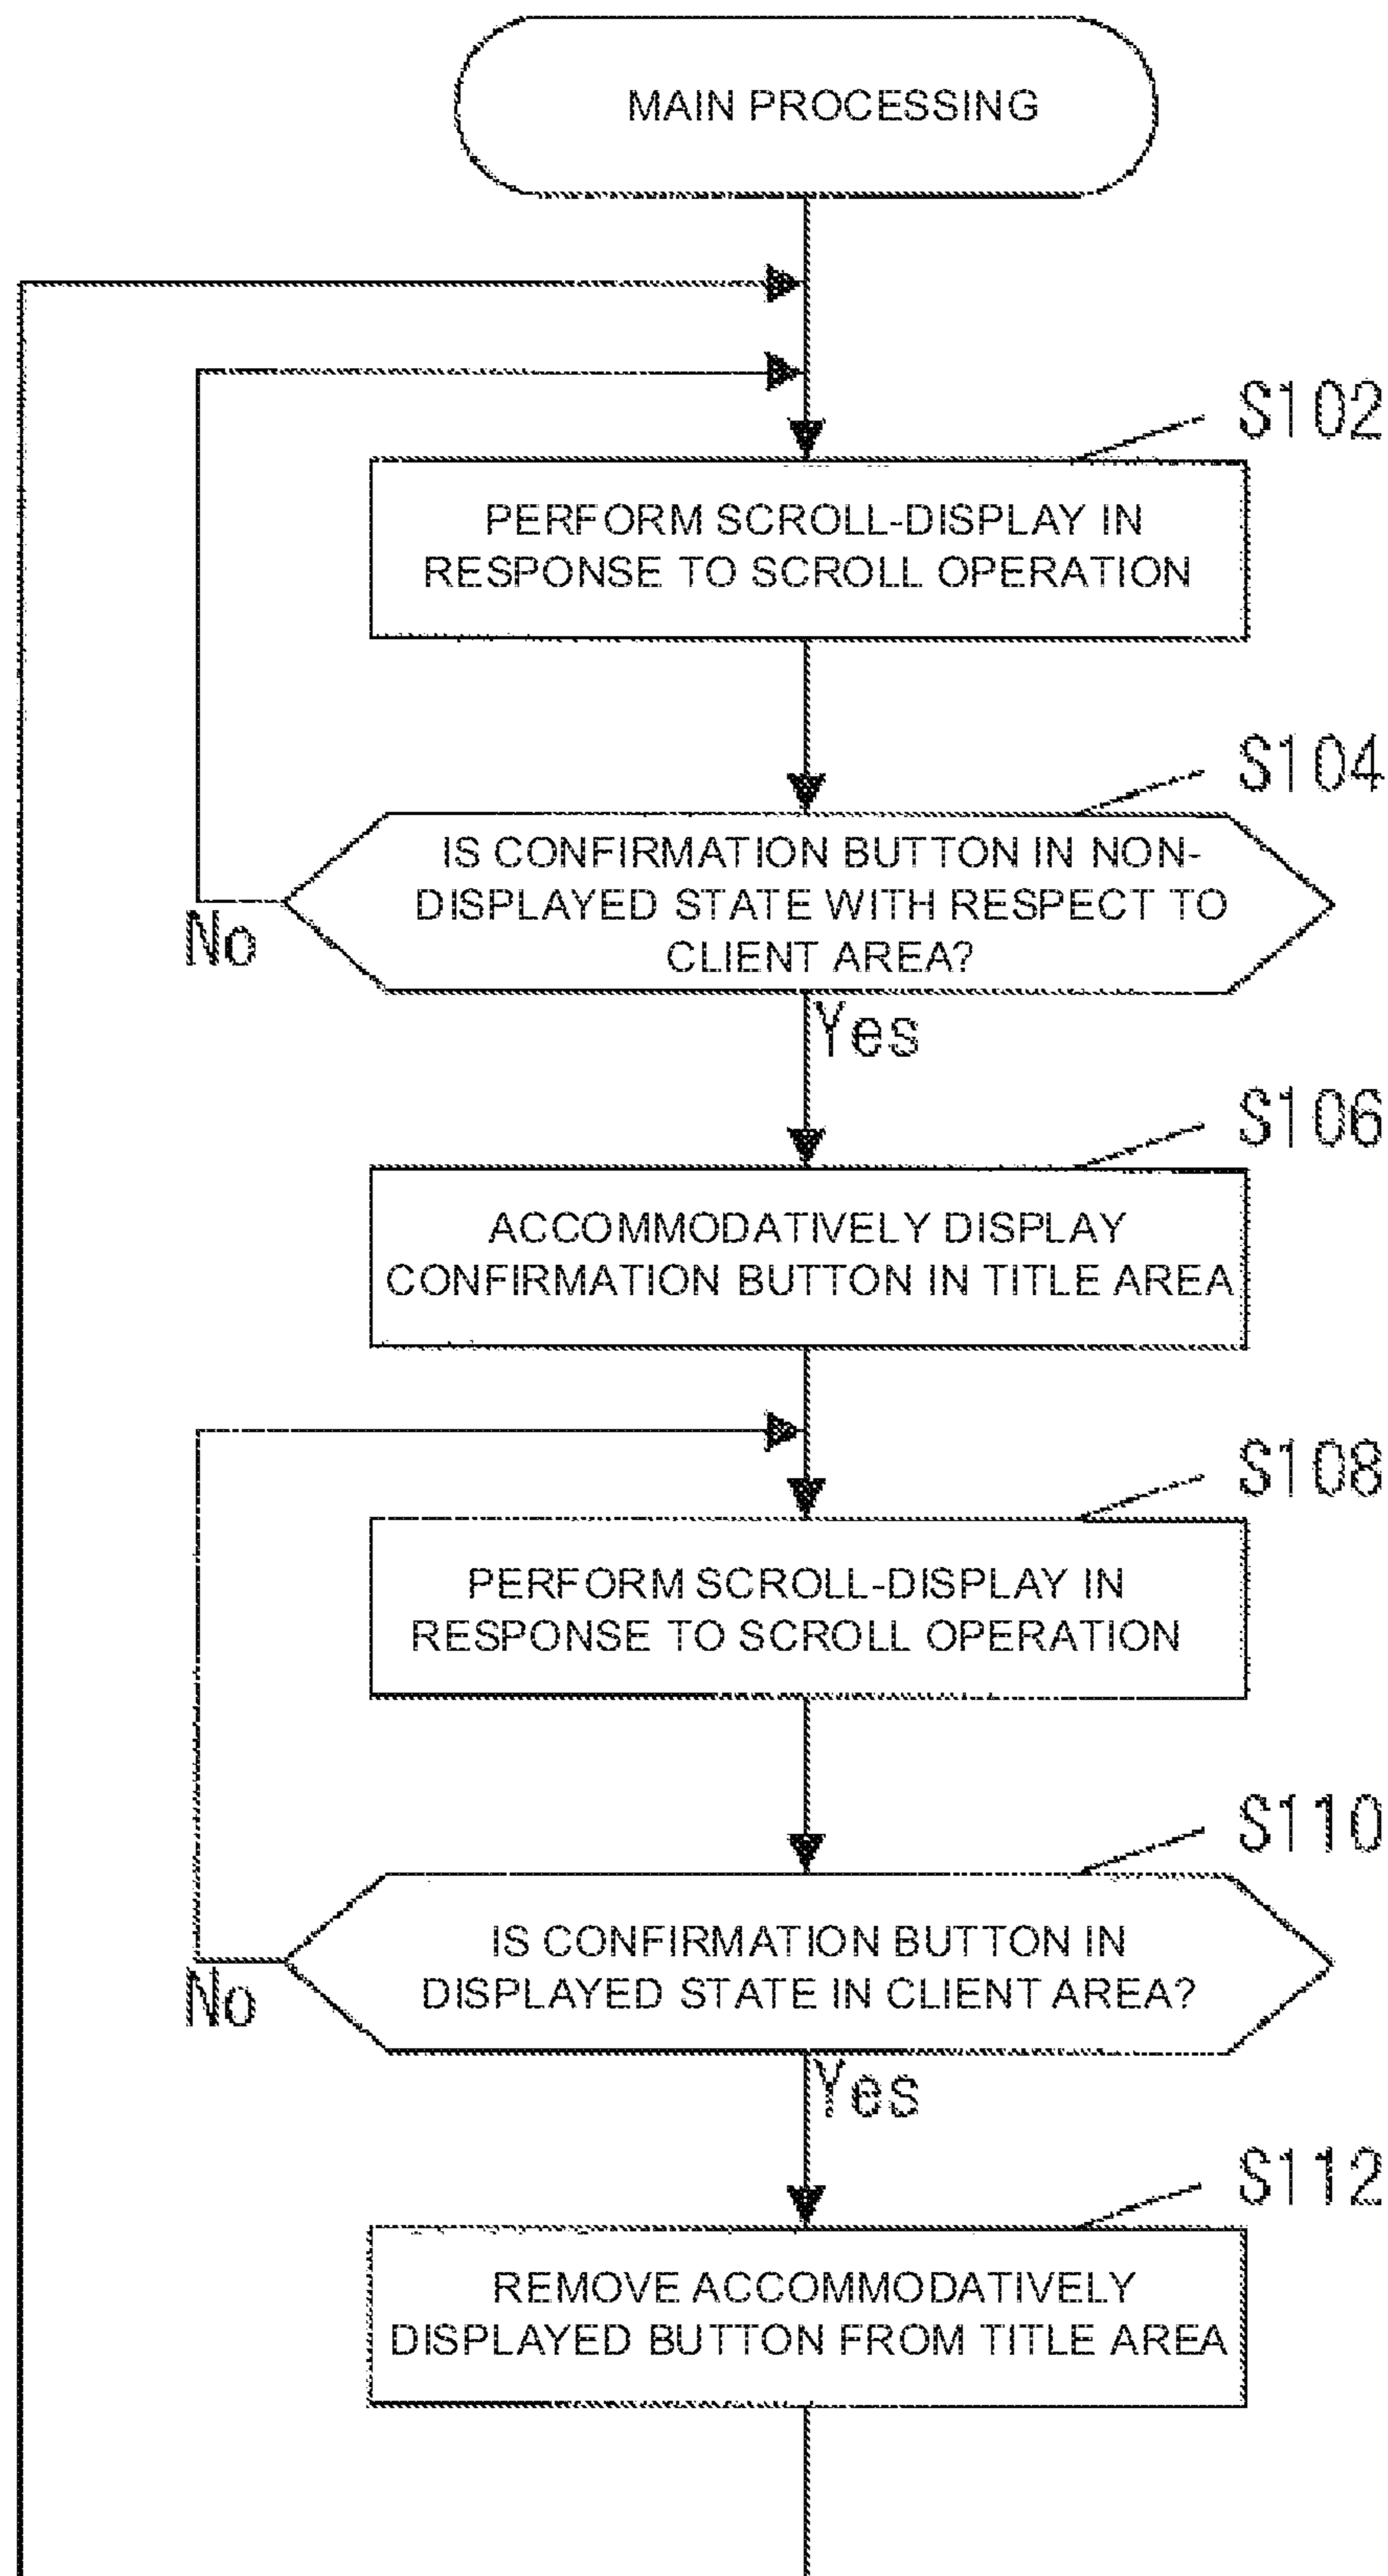 MAIN PROCESSING
S102
PERFORM SCROLL-DISPLAY IN
RESPONSE TO SCROLL OPERATION
S104
IS CONFIRMATION BUTTON IN NON-
DISPLAYED STATE WITH RESPECT TO
CLIENT AREA?
No
Yes
S106
ACCOMMODATIVELY DISPLAY
CONFIRMATION BUTTON IN TITLE AREA
S108
PERFORM SCROLL-DISPLAY IN
RESPONSE TO SCROLL OPERATION
S110
IS CONFIRMATION BUTTON IN
DISPLAYED STATE IN CLIENT AREA?
No
Yes
S112
REMOVE ACCOMMODATIVELY
DISPLAYED BUTTON FROM TITLE AREA